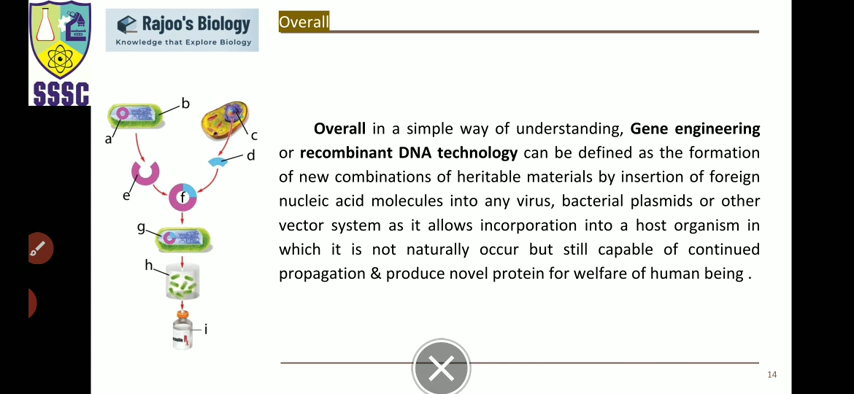 Rajoo's Biology
Knowledge that Explore Biology
SSSC
Overall
b
a
c
d
e
f
g
h
i
Overall in a simple way of understanding, Gene engineering
or recombinant DNA technology can be defined as the formation
of new combinations of heritable materials by insertion of foreign
nucleic acid molecules into any virus, bacterial plasmids or other
vector system as it allows incorporation into a host organism in
which it is not naturally occur but still capable of continued
propagation & produce novel protein for welfare of human being .
14